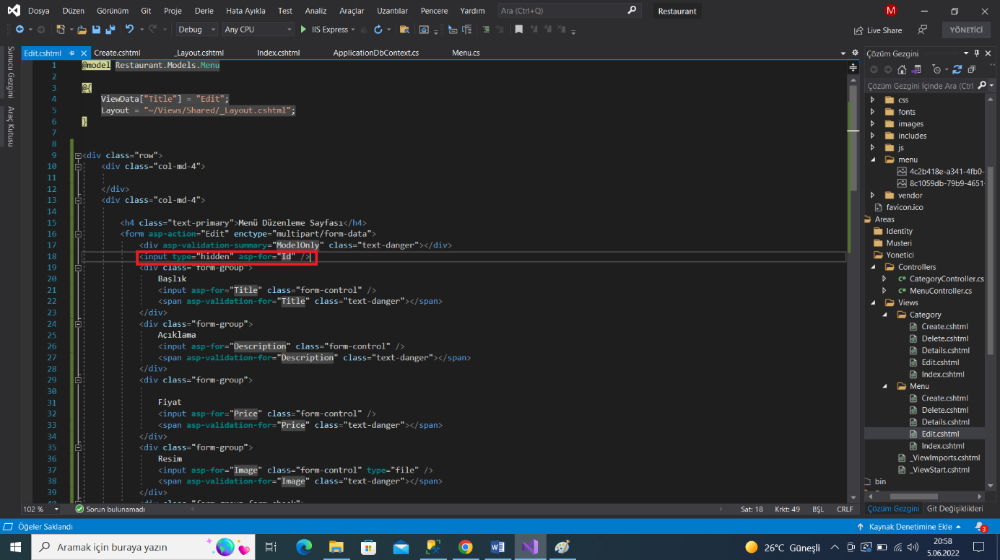 Dosya Düzen Görünüm Git Proje Derle Hata Ayıkla Test Analiz Araçlar Uzantılar Pencere Yardım Ara (Ctrl+Q) Restaurant M
Debug Any CPU IIS Express Live Share YÖNETİCİ
Sunucu Gezgini
Araç Kutusu
Edit.cshtml Create.cshtml _Layout.cshtml Index.cshtml ApplicationDbContext.cs Menu.cs
1 @model Restaurant.Models.Menu
2
3 @{
4 ViewData["Title"] = "Edit";
5 Layout = "~/Views/Shared/_Layout.cshtml";
6 }
7
8
9 <div class="row">
10 <div class="col-md-4">
11
12 </div>
13 <div class="col-md-4">
14
15 <h4 class="text-primary">Menü Düzenleme Sayfası</h4>
16 <form asp-action="Edit" enctype="multipart/form-data">
17 <div asp-validation-summary="ModelOnly" class="text-danger"></div>
18 <input type="hidden" asp-for="Id" />
19 <div class="form-group">
20 Başlık
21 <input asp-for="Title" class="form-control" />
22 <span asp-validation-for="Title" class="text-danger"></span>
23 </div>
24 <div class="form-group">
25 Açıklama
26 <input asp-for="Description" class="form-control" />
27 <span asp-validation-for="Description" class="text-danger"></span>
28 </div>
29 <div class="form-group">
30
31 Fiyat
32 <input asp-for="Price" class="form-control" />
33 <span asp-validation-for="Price" class="text-danger"></span>
34 </div>
35 <div class="form-group">
36 Resim
37 <input asp-for="Image" class="form-control" type="file" />
38 <span asp-validation-for="Image" class="text-danger"></span>
39 </div>
102 % Sorun bulunamadı Sat: 18 Krkt: 49 BŞL CRLF
Çözüm Gezgini
Çözüm Gezgini İçinde Ara (Ctrl
css
fonts
images
includes
js
menu
4c2b418e-a341-4fb0-
8c1059db-79b9-4651-
vendor
favicon.ico
Areas
Identity
Musteri
Yonetici
Controllers
C# CategoryController.cs
C# MenuController.cs
Views
Category
Create.cshtml
Delete.cshtml
Details.cshtml
Edit.cshtml
Index.cshtml
Menu
Create.cshtml
Delete.cshtml
Details.cshtml
Edit.cshtml
Index.cshtml
_ViewImports.cshtml
_ViewStart.cshtml
bin
Çözüm Gezgini Git Değişiklikleri
Öğeler Saklandı Kaynak Denetimine Ekle 3
Aramak için buraya yazın 26°C Güneşli 20:58
5.06.2022